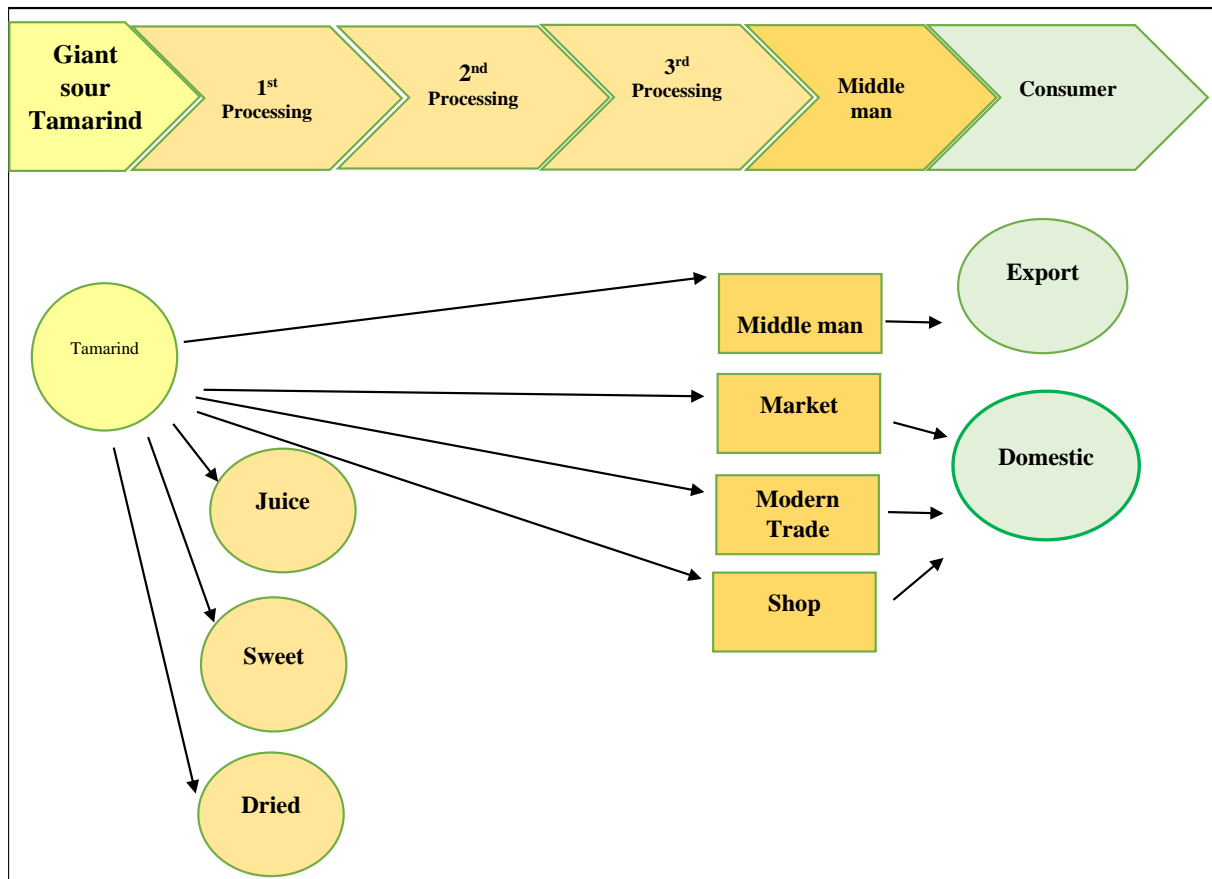 Giant
sour
Tamarind
1st
Processing
2nd
Processing
3rd
Processing
Middle
man
Consumer
Export
Tamarind
Middle man
Market
Domestic
Juice
Modern
Trade
Shop
Sweet
Dried